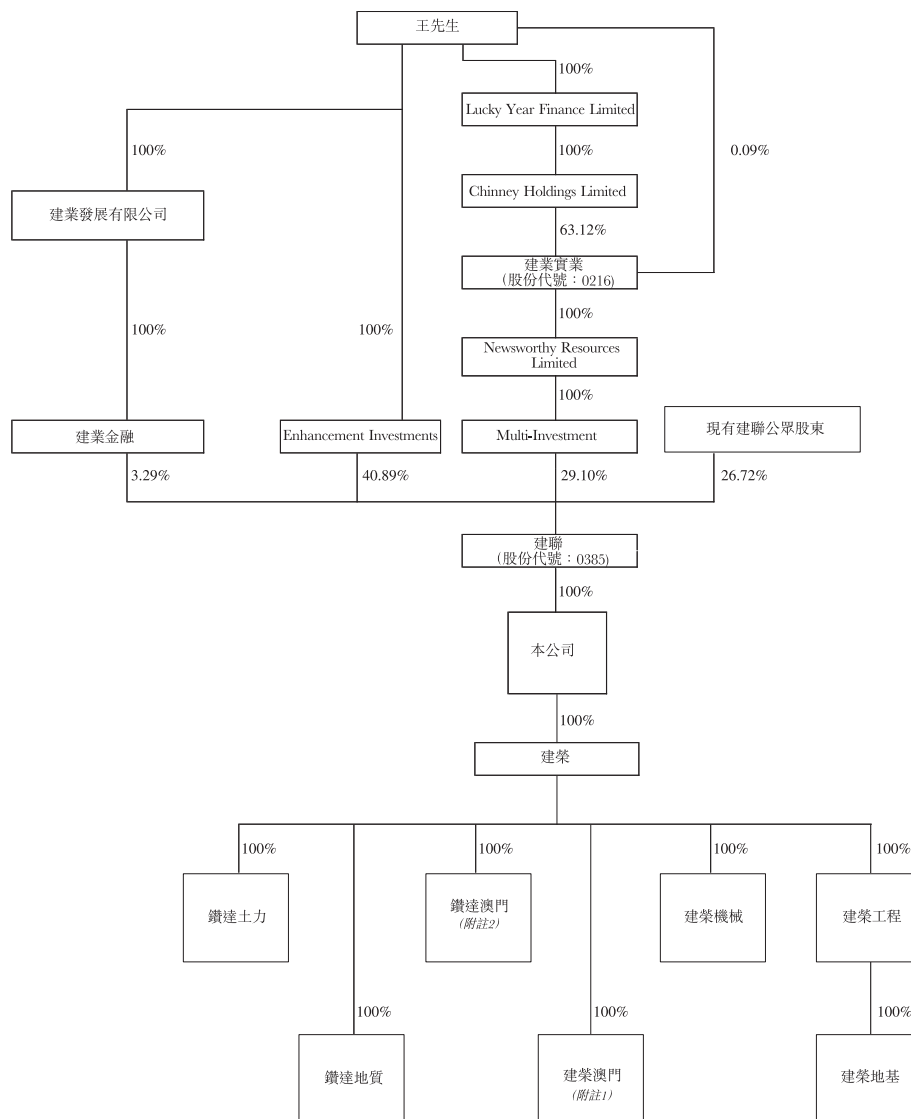 王先生
100%
Lucky Year Finance Limited
100%
100%
0.09%
Chinney Holdings Limited
建業發展有限公司
63.12%
建業實業
(股份代號：0216)
100%
100%
100%
Newsworthy Resources
Limited
100%
建業金融
Enhancement Investments
Multi-Investment
現有建聯公眾股東
3.29%
40.89%
29.10%
26.72%
建聯
(股份代號：0385)
100%
本公司
100%
建榮
100%
100%
100%
100%
鑽達土力
鑽達澳門
(附註2)
建榮機械
建榮工程
100%
100%
100%
鑽達地質
建榮澳門
(附註1)
建榮地基